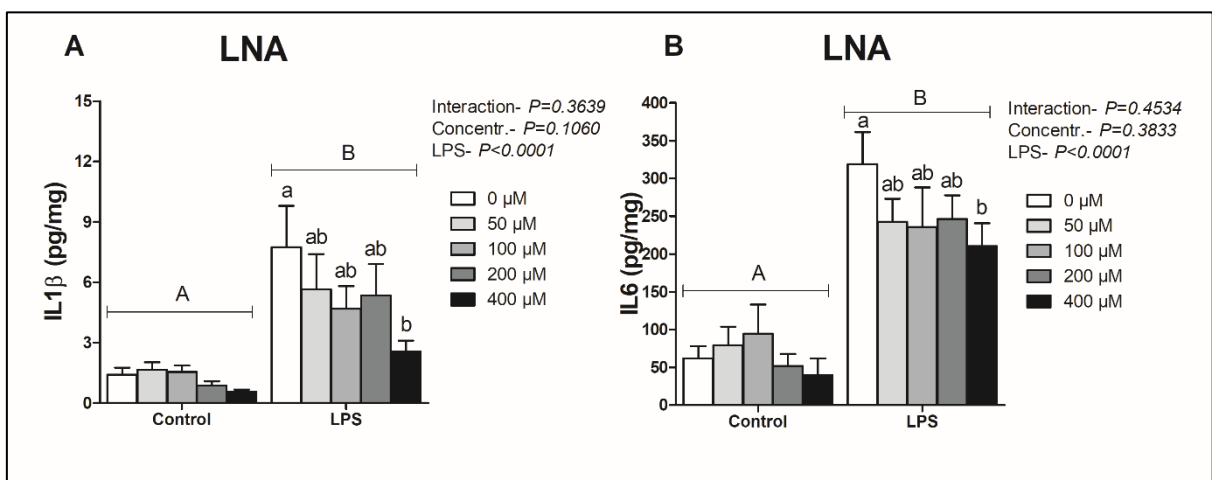 A
LNA
Interaction- P=0.3639
Concentr.- P=0.1060
LPS- P<0.0001
IL1β (pg/mg)
15
12
9
6
3
0
A
B
a
ab
ab
ab
b
Control
LPS
0 µM
50 µM
100 µM
200 µM
400 µM
B
LNA
Interaction- P=0.4534
Concentr.- P=0.3833
LPS- P<0.0001
IL6 (pg/mg)
400
350
300
250
200
150
100
50
0
A
B
a
ab
ab
ab
b
Control
LPS
0 µM
50 µM
100 µM
200 µM
400 µM